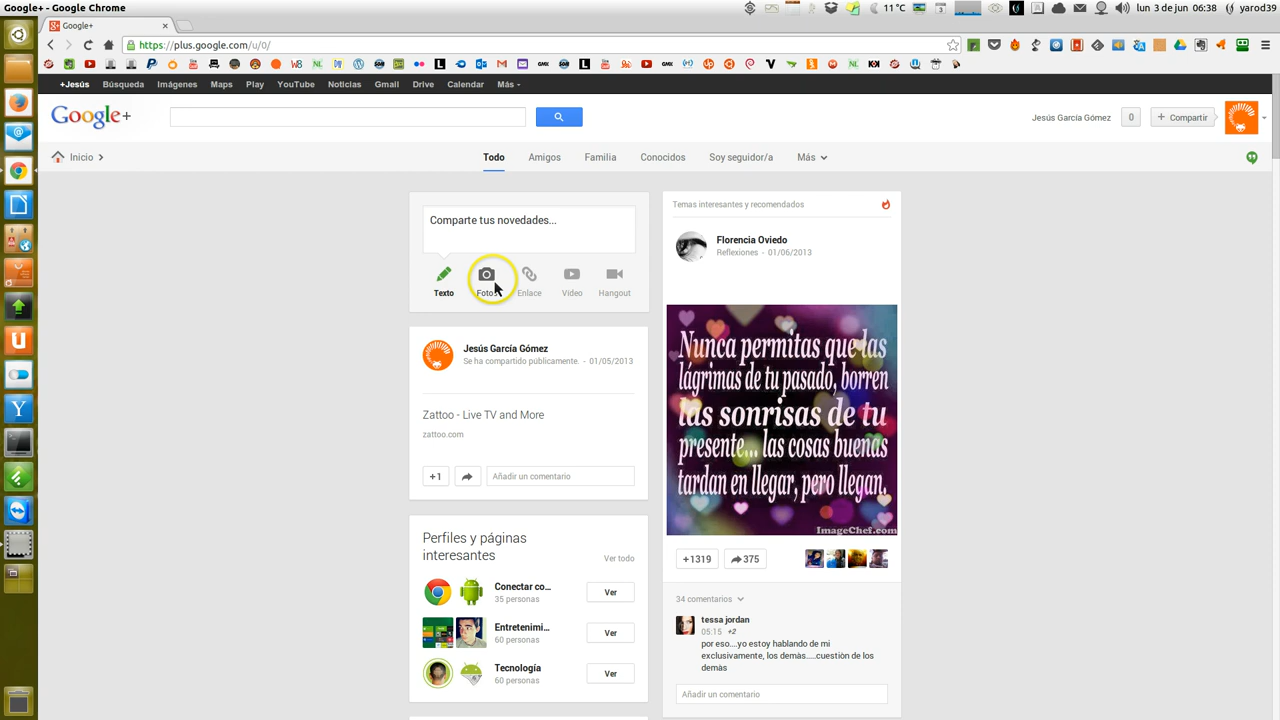 Google+ - Google Chrome
11 °C
lun 3 de jun 06:38
yarod39
Google+
https://plus.google.com/u/0/
+Jesús Búsqueda Imágenes Maps Play YouTube Noticias Gmail Drive Calendar Más
Google+
Jesús García Gómez
0
+ Compartir
Inicio
Todo Amigos Familia Conocidos Soy seguidor/a Más
Comparte tus novedades...
Texto Fotos Enlace Vídeo Hangout
Jesús García Gómez
Se ha compartido públicamente. - 01/05/2013
Zattoo - Live TV and More
zattoo.com
+1
Añadir un comentario
Perfiles y páginas
interesantes
Ver todo
Conectar co...
35 personas
Ver
Entretenimi...
60 personas
Ver
Tecnología
60 personas
Ver
Temas interesantes y recomendados
Florencia Oviedo
Reflexiones - 01/06/2013
Nunca permitas que las
lágrimas de tu pasado, borren
las sonrisas de tu
presente... las cosas buenas
tardan en llegar, pero llegan.
ImageChef.com
+1319
375
34 comentarios
tessa jordan
05:15 +2
por eso....yo estoy hablando de mi
exclusivamente, los demàs.....cuestiòn de los
demàs
Añadir un comentario